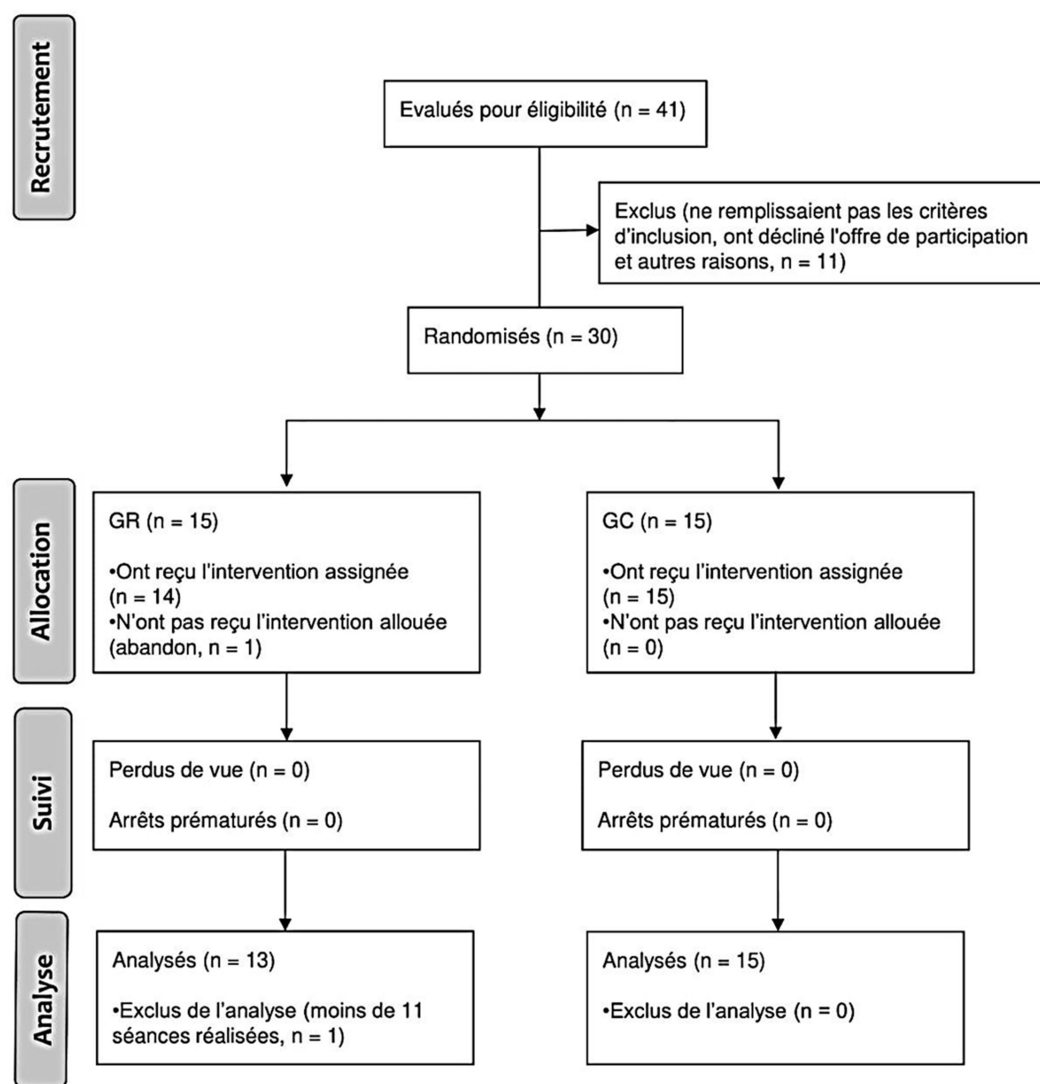 Recrutement
Evalués pour éligibilité (n = 41)
Exclus (ne remplissaient pas les critères
d'inclusion, ont décliné l'offre de participation
et autres raisons, n = 11)
Randomisés (n = 30)
Allocation
GR (n = 15)
•Ont reçu l'intervention assignée
(n = 14)
•N'ont pas reçu l'intervention allouée
(abandon, n = 1)
GC (n = 15)
•Ont reçu l'intervention assignée
(n = 15)
•N'ont pas reçu l'intervention allouée
(n = 0)
Suivi
Perdus de vue (n = 0)
Arrêts prématurés (n = 0)
Perdus de vue (n = 0)
Arrêts prématurés (n = 0)
Analyse
Analysés (n = 13)
•Exclus de l'analyse (moins de 11
séances réalisées, n = 1)
Analysés (n = 15)
•Exclus de l'analyse (n = 0)